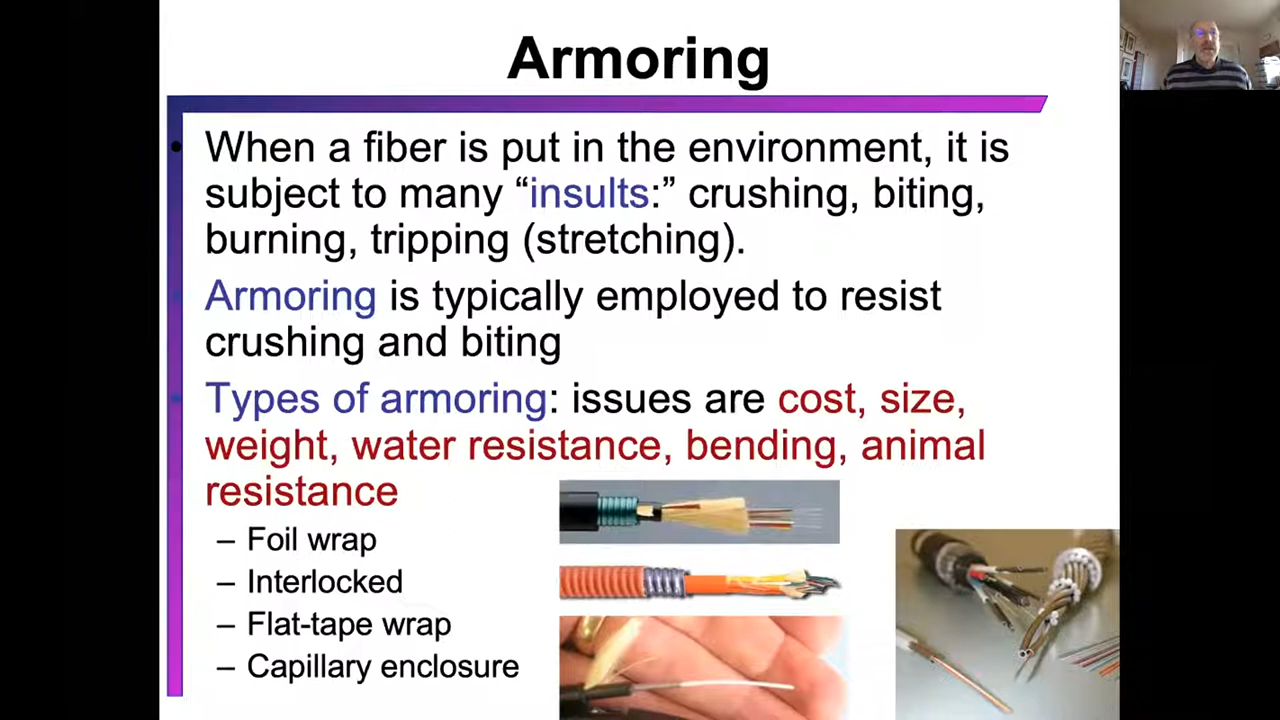 Armoring
• When a fiber is put in the environment, it is
subject to many “insults:” crushing, biting,
burning, tripping (stretching).
• Armoring is typically employed to resist
crushing and biting
• Types of armoring: issues are cost, size,
weight, water resistance, bending, animal
resistance
– Foil wrap
– Interlocked
– Flat-tape wrap
– Capillary enclosure